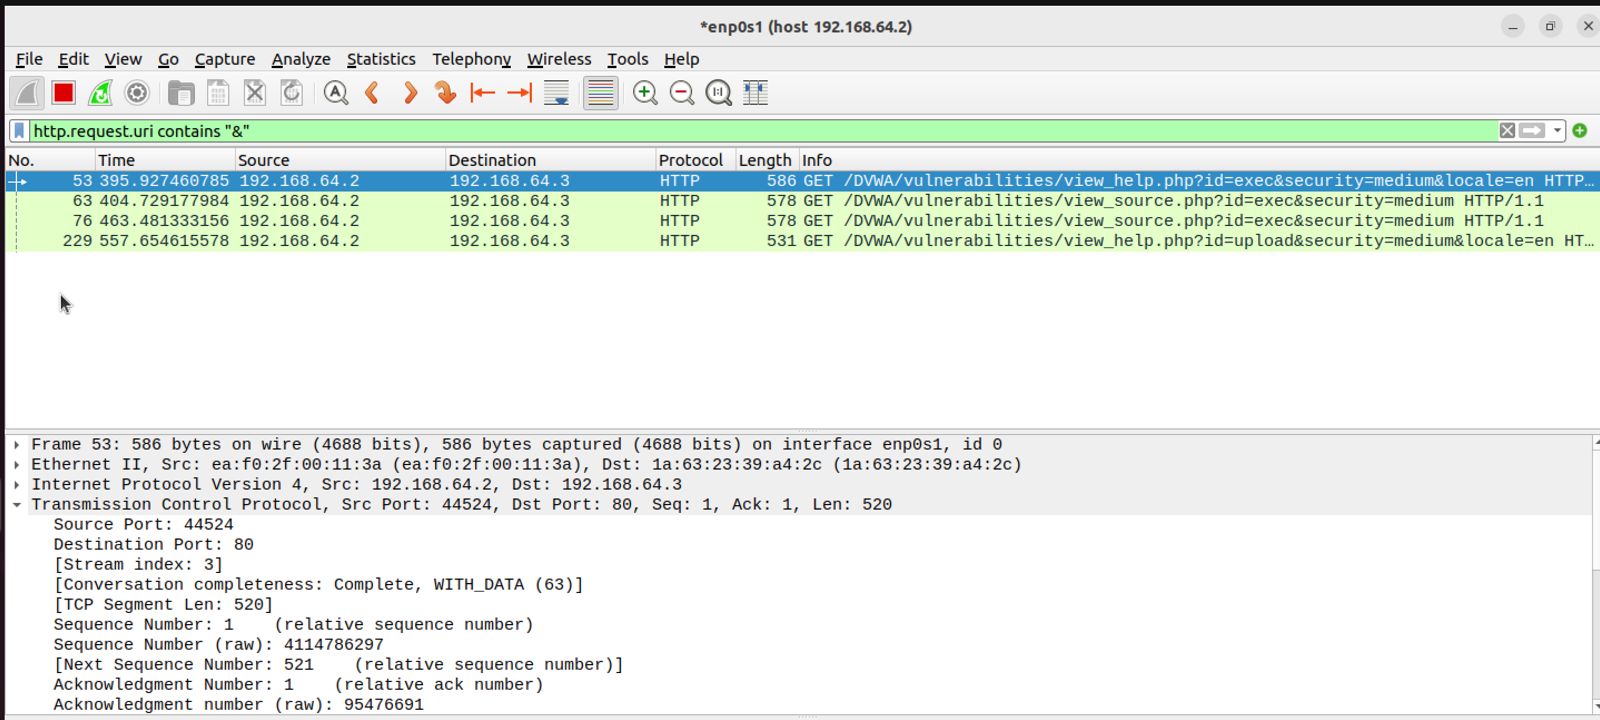 *enp0s1 (host 192.168.64.2)
File Edit View Go Capture Analyze Statistics Telephony Wireless Tools Help
http.request.uri contains "&"
No. Time Source Destination Protocol Length Info
53 395.927460785 192.168.64.2 192.168.64.3 HTTP 586 GET /DVWA/vulnerabilities/view_help.php?id=exec&security=medium&locale=en HTTP…
63 404.729177984 192.168.64.2 192.168.64.3 HTTP 578 GET /DVWA/vulnerabilities/view_source.php?id=exec&security=medium HTTP/1.1
76 463.481333156 192.168.64.2 192.168.64.3 HTTP 578 GET /DVWA/vulnerabilities/view_source.php?id=exec&security=medium HTTP/1.1
229 557.654615578 192.168.64.2 192.168.64.3 HTTP 531 GET /DVWA/vulnerabilities/view_help.php?id=upload&security=medium&locale=en HT…
Frame 53: 586 bytes on wire (4688 bits), 586 bytes captured (4688 bits) on interface enp0s1, id 0
Ethernet II, Src: ea:f0:2f:00:11:3a (ea:f0:2f:00:11:3a), Dst: 1a:63:23:39:a4:2c (1a:63:23:39:a4:2c)
Internet Protocol Version 4, Src: 192.168.64.2, Dst: 192.168.64.3
Transmission Control Protocol, Src Port: 44524, Dst Port: 80, Seq: 1, Ack: 1, Len: 520
Source Port: 44524
Destination Port: 80
[Stream index: 3]
[Conversation completeness: Complete, WITH_DATA (63)]
[TCP Segment Len: 520]
Sequence Number: 1    (relative sequence number)
Sequence Number (raw): 4114786297
[Next Sequence Number: 521    (relative sequence number)]
Acknowledgment Number: 1    (relative ack number)
Acknowledgment number (raw): 95476691